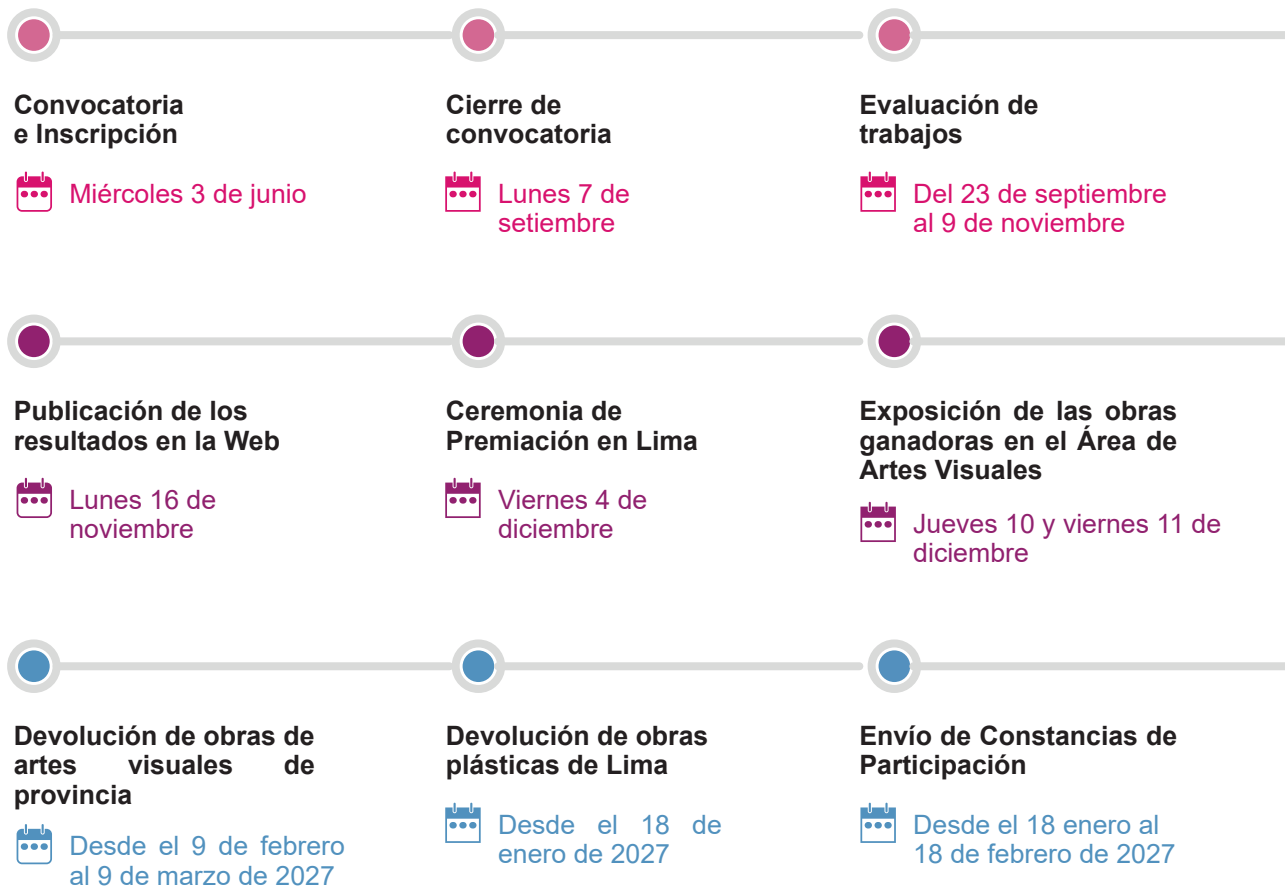 Convocatoria
e Inscripción
Miércoles 3 de junio
Cierre de
convocatoria
Lunes 7 de
setiembre
Evaluación de
trabajos
Del 23 de septiembre
al 9 de noviembre
Publicación de los
resultados en la Web
Lunes 16 de
noviembre
Ceremonia de
Premiación en Lima
Viernes 4 de
diciembre
Exposición de las obras
ganadoras en el Área de
Artes Visuales
Jueves 10 y viernes 11 de
diciembre
Devolución de obras de
artes visuales de
provincia
Desde el 9 de febrero
al 9 de marzo de 2027
Devolución de obras
plásticas de Lima
Desde el 18 de
enero de 2027
Envío de Constancias de
Participación
Desde el 18 enero al
18 de febrero de 2027